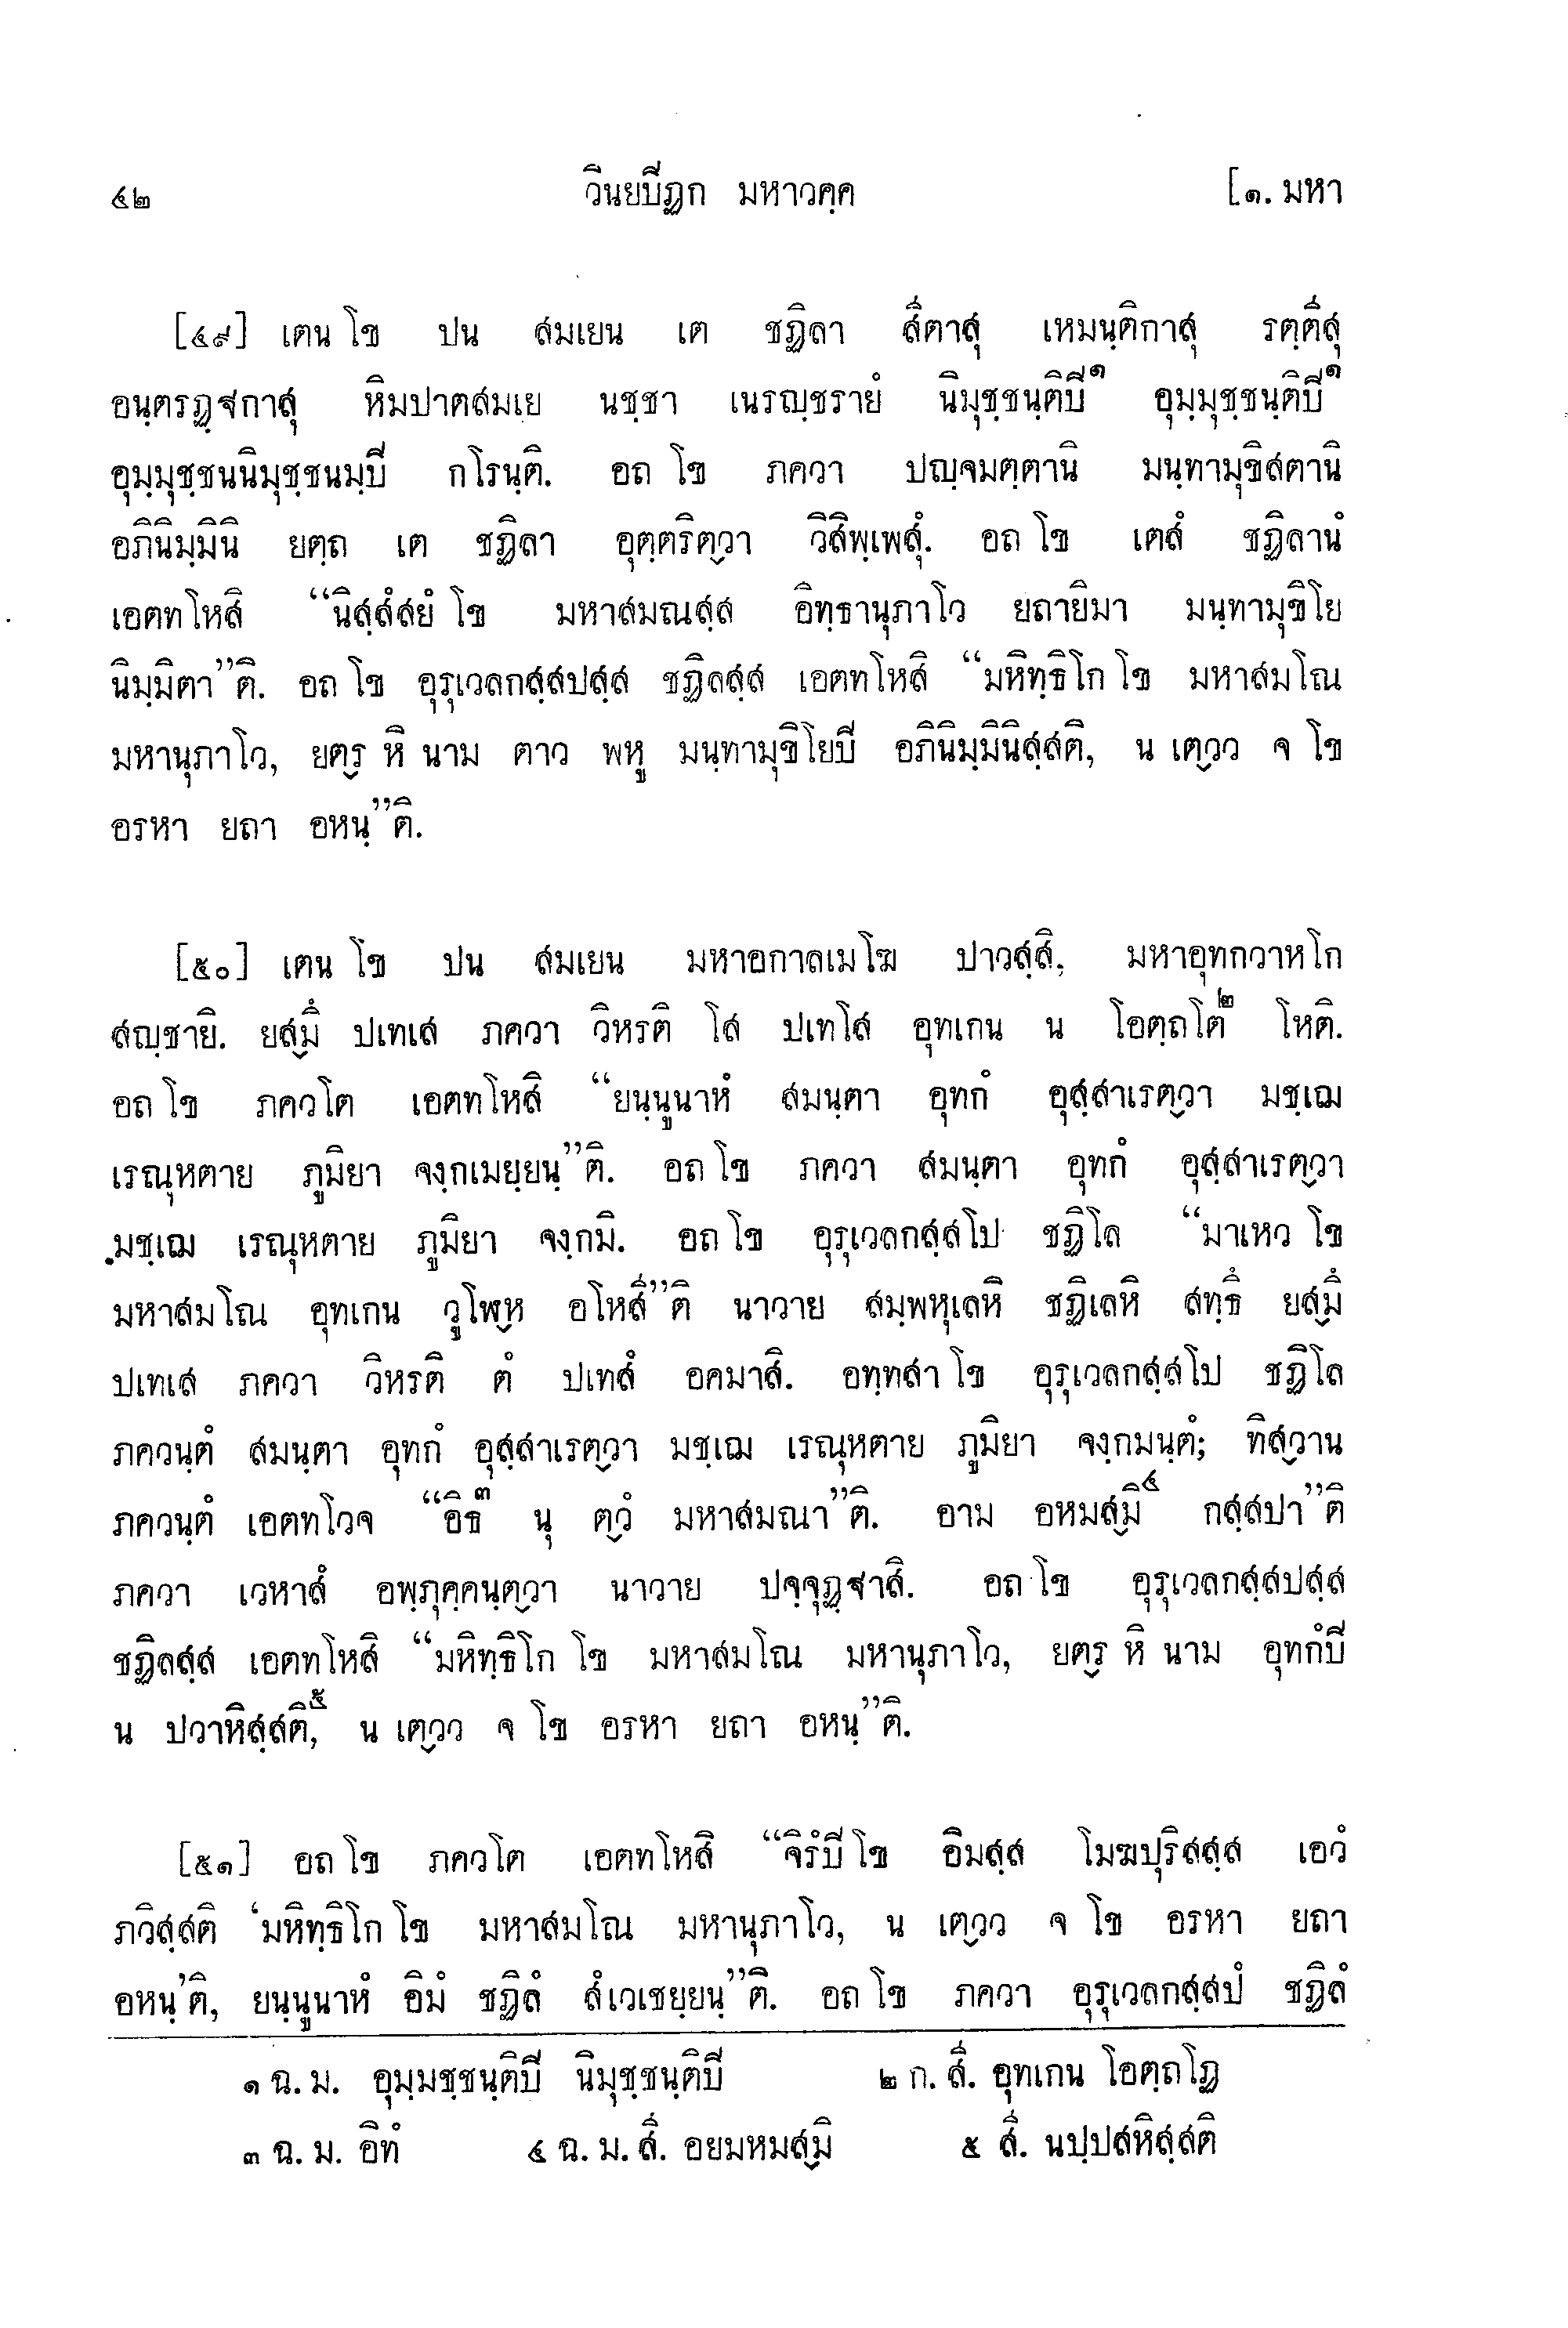 ๔๒ วินยปิฏก มหาวคฺค [๑. มหา
[๔๙] เตน โข ปน สมเยน เต ชฏิลา สีตาสุ เหมนฺติกาสุ รตฺตีสุ
อนฺตรฏฺฐกาสุ หิมปาตสมเย นชฺชา เนรญฺชรายํ นิมุชฺชนฺติปิ๑ อุมฺมุชฺชนฺติปิ๑
อุมฺมุชฺชนนิมุชฺชนมฺปิ กโรนฺติ. อถ โข ภควา ปญฺจมตฺตานิ มนฺทามุขิสตานิ
อภินิมฺมินิ ยตฺถ เต ชฏิลา อุตฺตริตฺวา วิสิพฺเพสุํ. อถ โข เตสํ ชฏิลานํ
เอตทโหสิ “นิสฺสํสยํ โข มหาสมณสฺส อิทฺธานุภาโว ยถายิมา มนฺทามุขิโย
นิมฺมิตา”ติ. อถ โข อุรุเวลกสฺสปสฺส ชฏิลสฺส เอตทโหสิ “มหิทฺธิโก โข มหาสมโณ
มหานุภาโว, ยตฺร หิ นาม ตาว พหู มนฺทามุขิโยปิ อภินิมฺมินิสฺสติ, น เตฺวว จ โข
อรหา ยถา อหนฺ”ติ.
[๕๐] เตน โข ปน สมเยน มหาอกาลเมโฆ ปาวสฺสิ, มหาอุทกวาหโก
สญฺชายิ. ยสฺมึ ปเทเส ภควา วิหรติ โส ปเทโส อุทเกน น โอตฺถโต๒ โหติ.
อถ โข ภควโต เอตทโหสิ “ยนฺนูนาหํ สมนฺตา อุทกํ อุสฺสาเรตฺวา มชฺเฌ
เรณุหตาย ภูมิยา จงฺกเมยฺยนฺ”ติ. อถ โข ภควา สมนฺตา อุทกํ อุสฺสาเรตฺวา
มชฺเฌ เรณุหตาย ภูมิยา จงฺกมิ. อถ โข อุรุเวลกสฺสโป ชฏิโล “มาเหว โข
มหาสมโณ อุทเกน วูโฬฺห อโหสี”ติ นาวาย สมฺพหุเลหิ ชฏิเลหิ สทฺธึ ยสฺมึ
ปเทเส ภควา วิหรติ ตํ ปเทสํ อคมาสิ. อทฺทสา โข อุรุเวลกสฺสโป ชฏิโล
ภควนฺตํ สมนฺตา อุทกํ อุสฺสาเรตฺวา มชฺเฌ เรณุหตาย ภูมิยา จงฺกมนฺตํ; ทิสฺวาน
ภควนฺตํ เอตทโวจ “อิธ๓ นุ ตฺวํ มหาสมณา”ติ. อาม อหมสฺมิ๔ กสฺสปา”ติ
ภควา เวหาสํ อพฺภุคฺคนฺตฺวา นาวาย ปจฺจุฏฺฐาสิ. อถ โข อุรุเวลกสฺสปสฺส
ชฏิลสฺส เอตทโหสิ “มหิทฺธิโก โข มหาสมโณ มหานุภาโว, ยตฺร หิ นาม อุทกํปิ
น ปวาหิสฺสติ,๕ น เตฺวว จ โข อรหา ยถา อหนฺ”ติ.
[๕๑] อถ โข ภควโต เอตทโหสิ “จิรํปิ โข อิมสฺส โมฆปุริสสฺส เอวํ
ภวิสฺสติ ‘มหิทฺธิโก โข มหาสมโณ มหานุภาโว, น เตฺวว จ โข อรหา ยถา
อหนฺ’ติ, ยนฺนูนาหํ อิมํ ชฏิลํ สํเวเชยฺยนฺ”ติ. อถ โข ภควา อุรุเวลกสฺสปํ ชฏิลํ
๑ ฉ. ม. อุมฺมชฺชนฺติปิ นิมุชฺชนฺติปิ ๒ ก. สี. อุทเกน โอตฺถโฏ
๓ ฉ. ม. อิทํ ๔ ฉ. ม. สี. อยมหมสฺมิ ๕ สี. นปฺปสหิสฺสติ